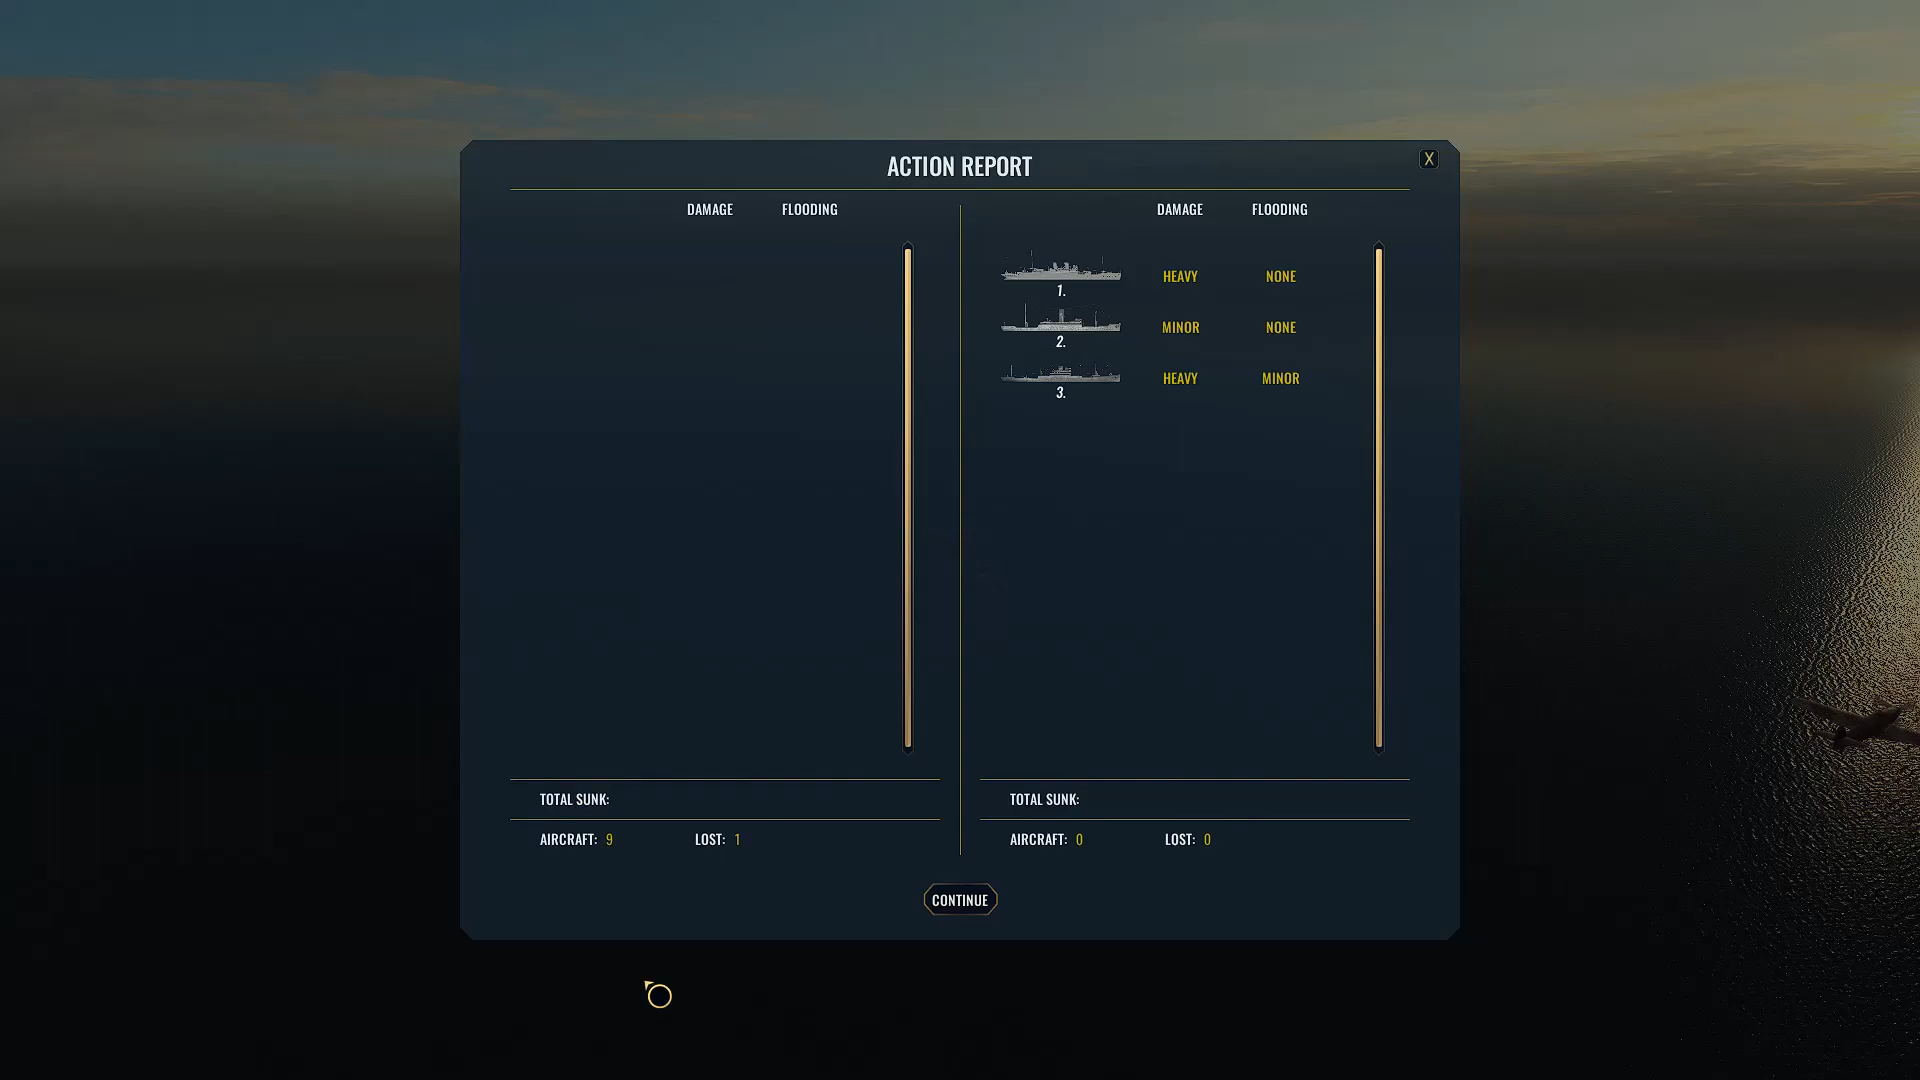 ACTION REPORT
X
DAMAGE FLOODING
DAMAGE FLOODING
HEAVY NONE
1.
MINOR NONE
2.
HEAVY MINOR
3.
TOTAL SUNK:
AIRCRAFT: 9 LOST: 1
TOTAL SUNK:
AIRCRAFT: 0 LOST: 0
CONTINUE